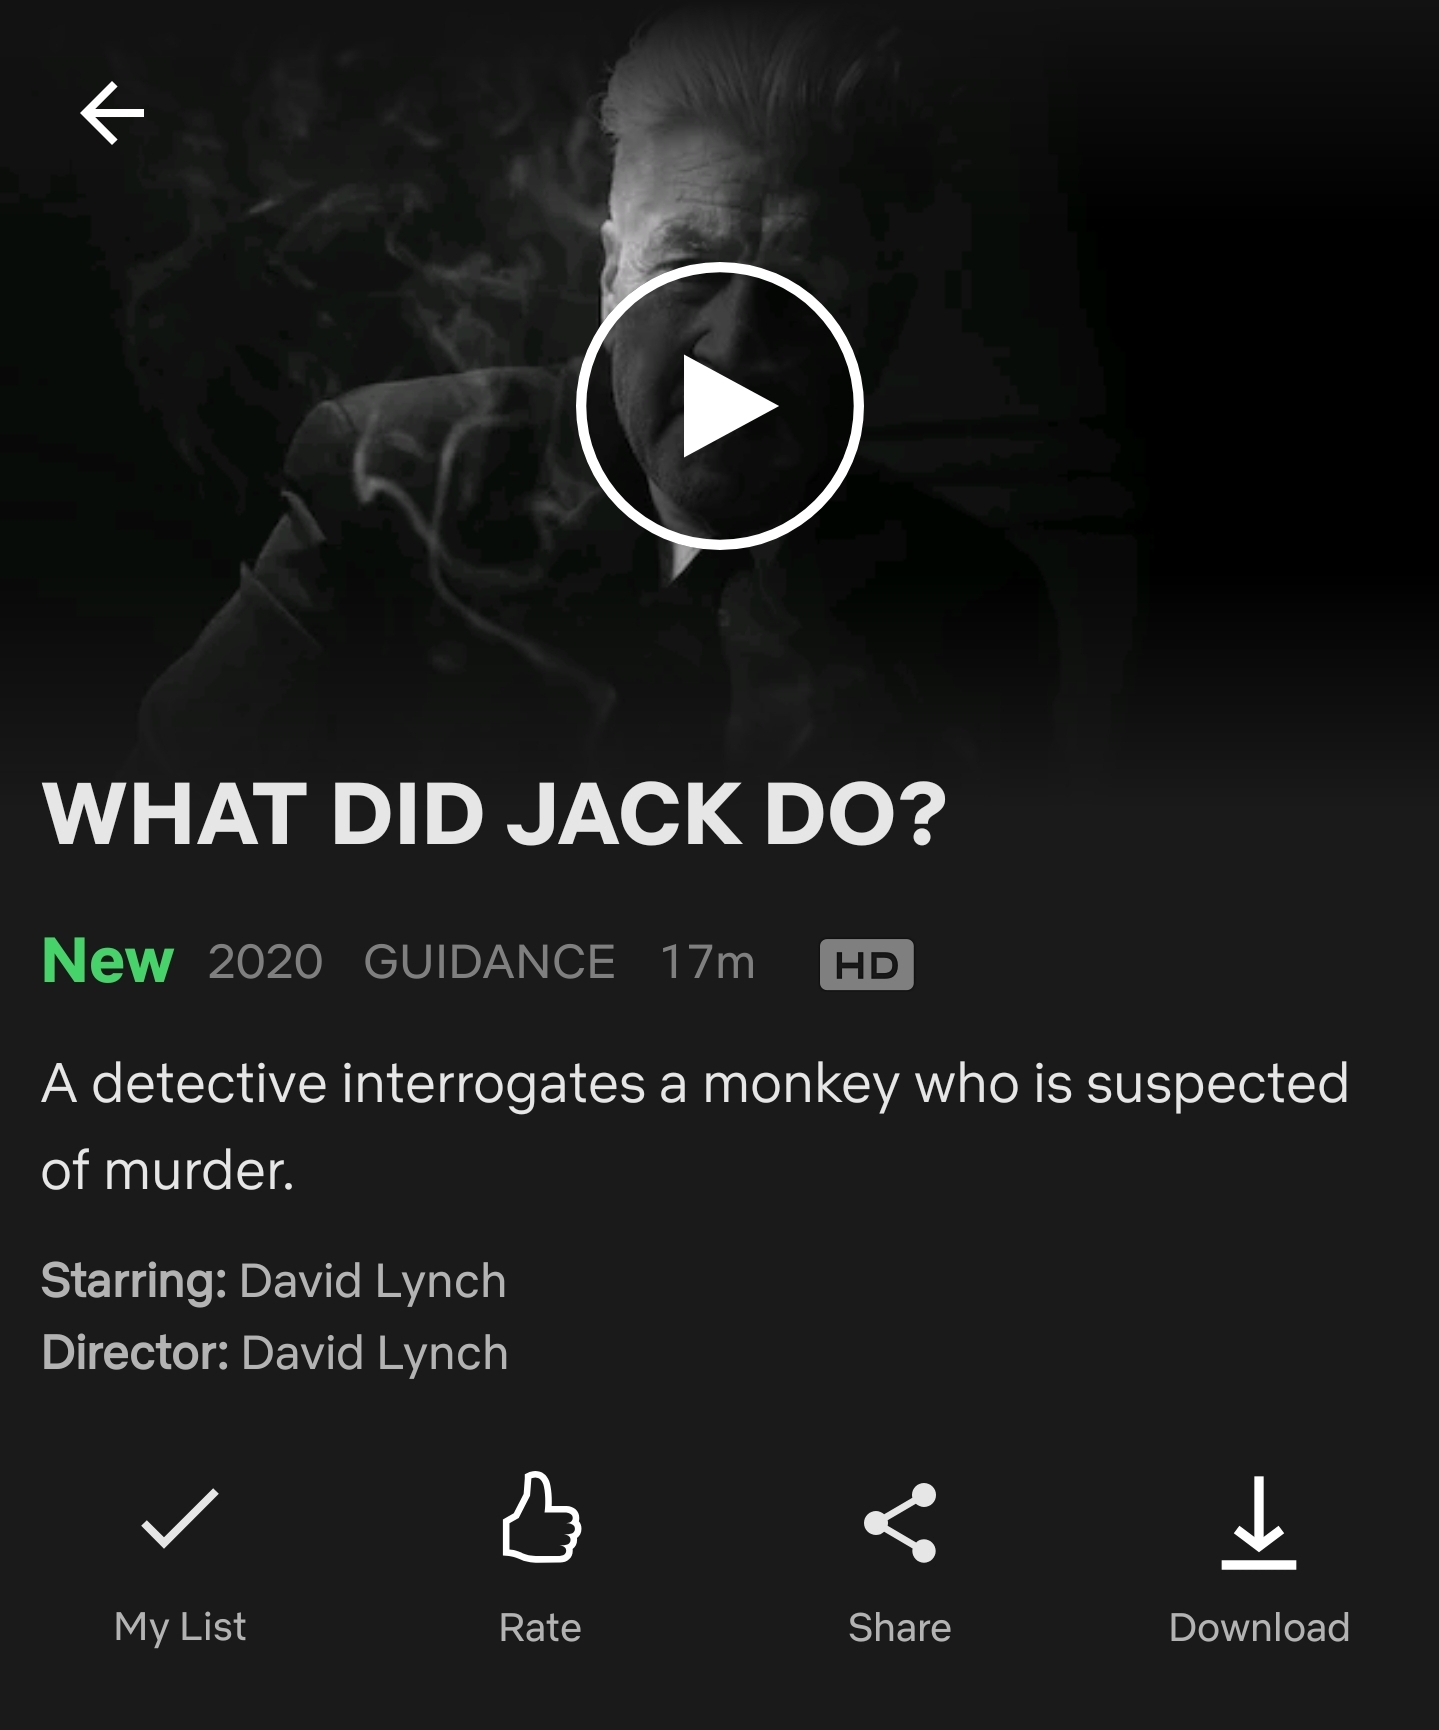 WHAT DID JACK DO?
New 2020 GUIDANCE 17m HD
A detective interrogates a monkey who is suspected
of murder.
Starring: David Lynch
Director: David Lynch
My List Rate Share Download